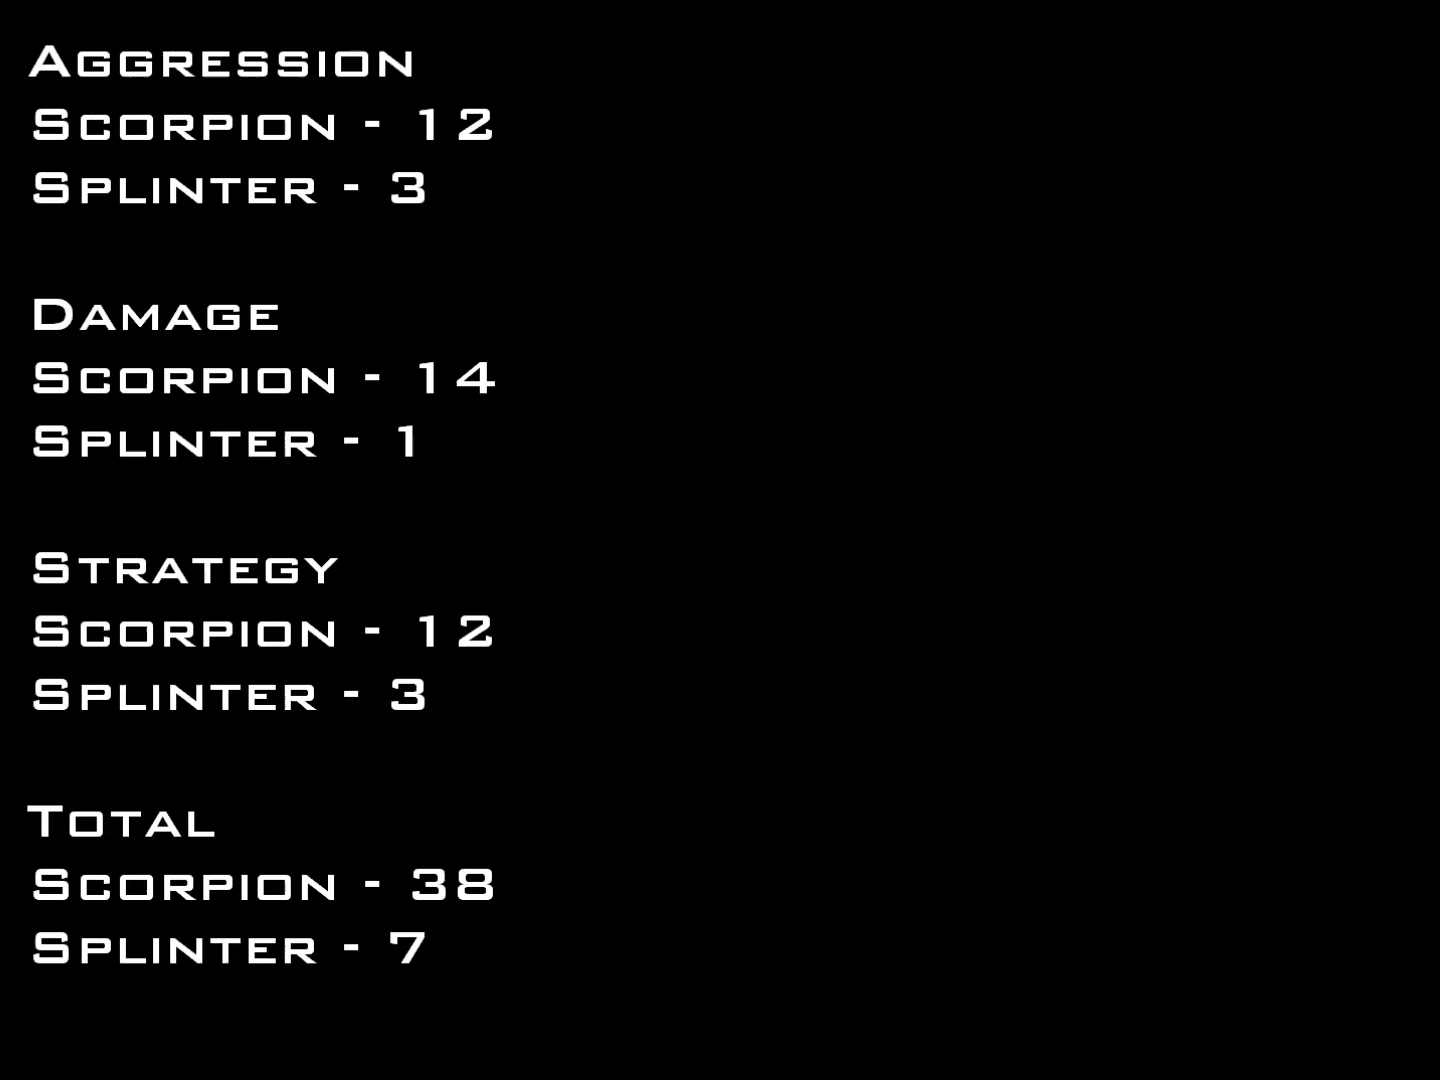 Aggression
Scorpion - 12
Splinter - 3
Damage
Scorpion - 14
Splinter - 1
Strategy
Scorpion - 12
Splinter - 3
Total
Scorpion - 38
Splinter - 7